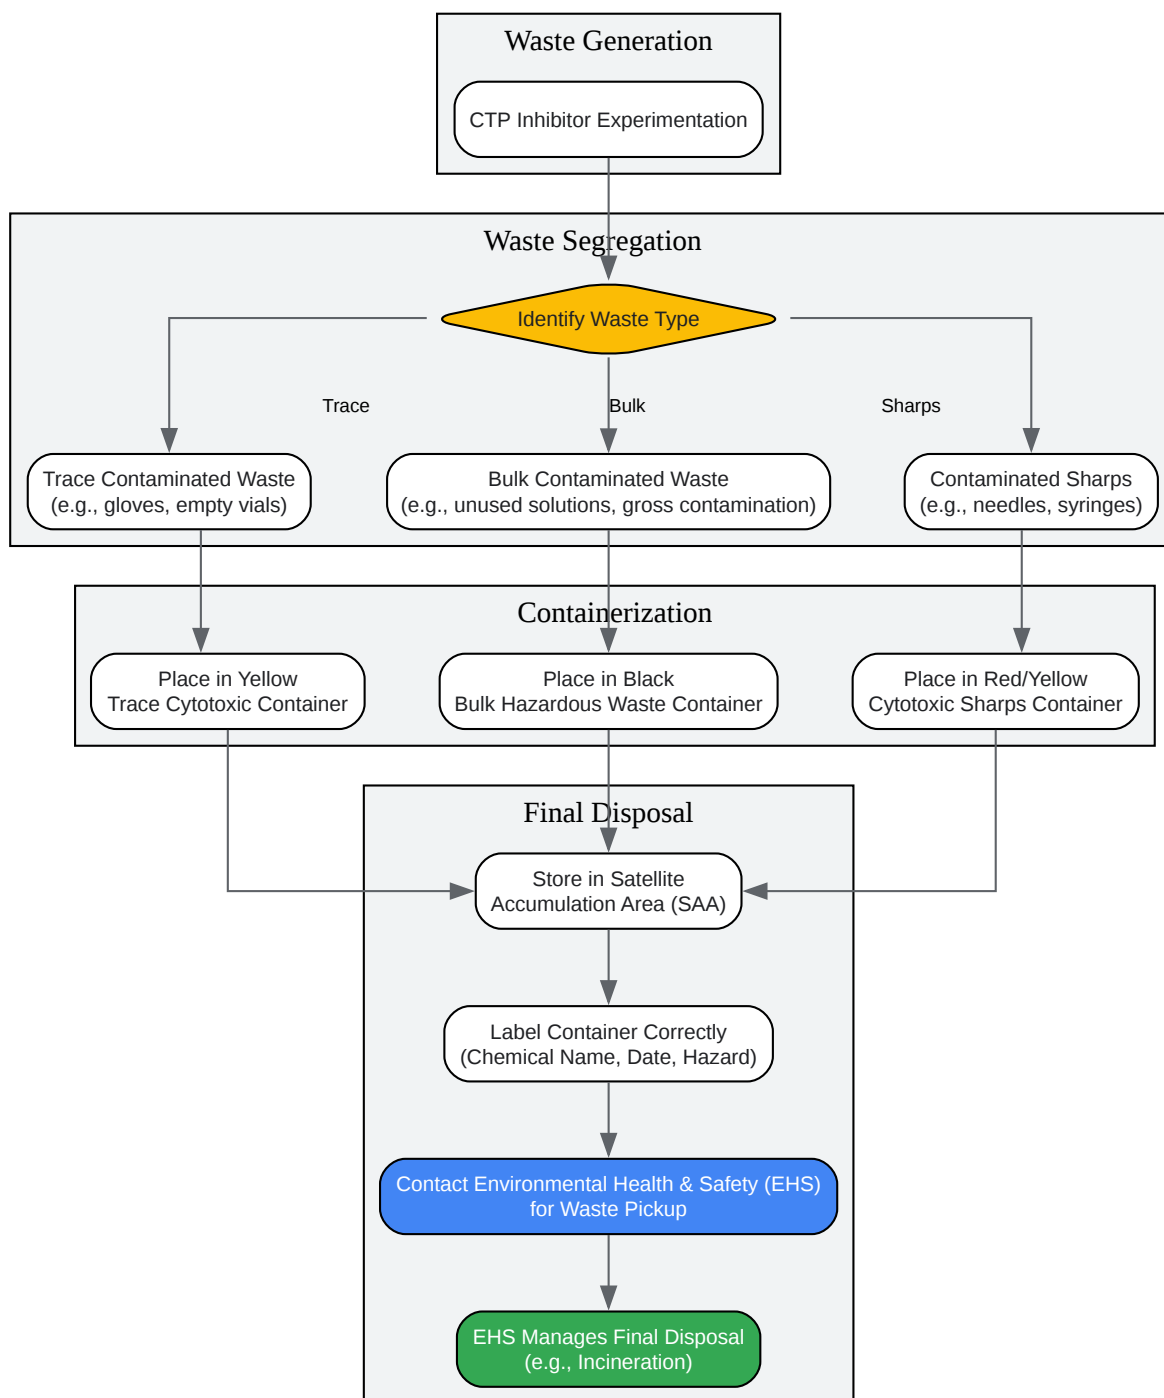 Waste Generation
CTP Inhibitor Experimentation
Waste Segregation
Identify Waste Type
Trace
Bulk
Sharps
Trace Contaminated Waste
(e.g., gloves, empty vials)
Bulk Contaminated Waste
(e.g., unused solutions, gross contamination)
Contaminated Sharps
(e.g., needles, syringes)
Containerization
Place in Yellow
Trace Cytotoxic Container
Place in Black
Bulk Hazardous Waste Container
Place in Red/Yellow
Cytotoxic Sharps Container
Final Disposal
Store in Satellite
Accumulation Area (SAA)
Label Container Correctly
(Chemical Name, Date, Hazard)
Contact Environmental Health & Safety (EHS)
for Waste Pickup
EHS Manages Final Disposal
(e.g., Incineration)